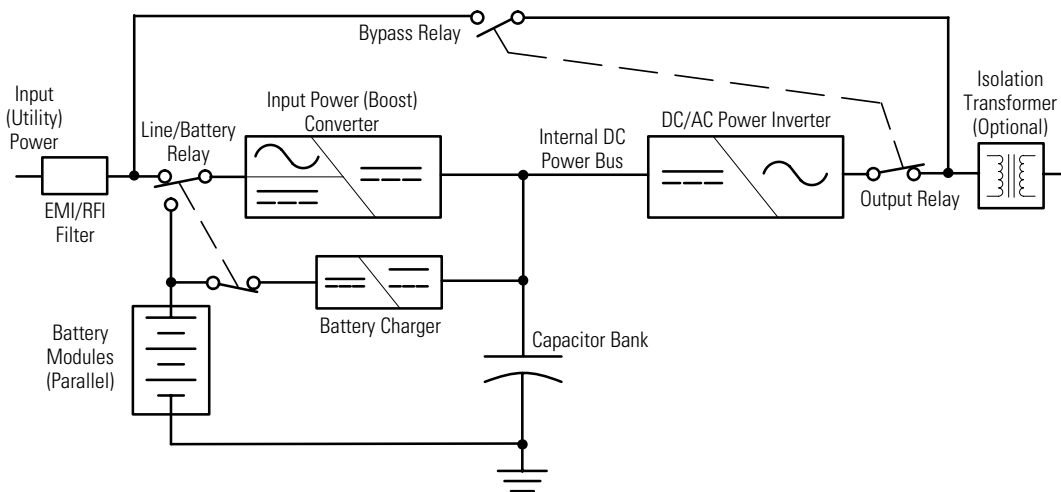 Bypass Relay
Input
(Utility)
Power
Line/Battery
Relay
Input Power (Boost)
Converter
Internal DC
Power Bus
DC/AC Power Inverter
Isolation
Transformer
(Optional)
EMI/RFI
Filter
Output Relay
Battery Charger
Battery
Modules
(Parallel)
Capacitor Bank